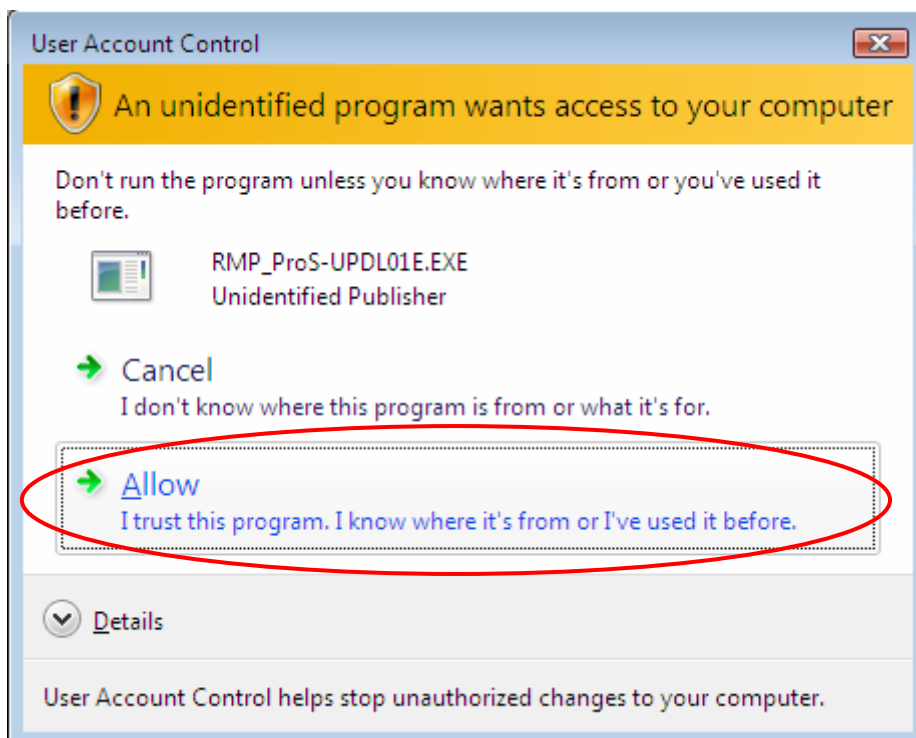 User Account Control
An unidentified program wants access to your computer
Don't run the program unless you know where it's from or you've used it
before.
RMP_ProS-UPDL01E.EXE
Unidentified Publisher
Cancel
I don't know where this program is from or what it's for.
Allow
I trust this program. I know where it's from or I've used it before.
Details
User Account Control helps stop unauthorized changes to your computer.